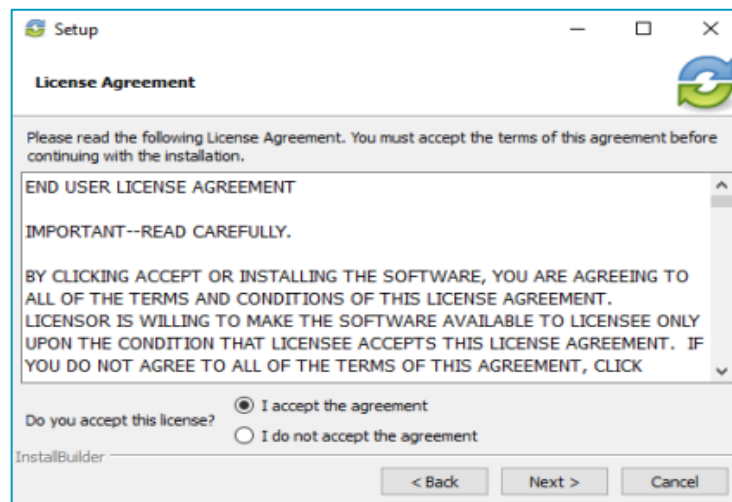 Setup
License Agreement
Please read the following License Agreement. You must accept the terms of this agreement before
continuing with the installation.
END USER LICENSE AGREEMENT
IMPORTANT--READ CAREFULLY.
BY CLICKING ACCEPT OR INSTALLING THE SOFTWARE, YOU ARE AGREEING TO
ALL OF THE TERMS AND CONDITIONS OF THIS LICENSE AGREEMENT.
LICENSOR IS WILLING TO MAKE THE SOFTWARE AVAILABLE TO LICENSEE ONLY
UPON THE CONDITION THAT LICENSEE ACCEPTS THIS LICENSE AGREEMENT.  IF
YOU DO NOT AGREE TO ALL OF THE TERMS OF THIS AGREEMENT, CLICK
Do you accept this license?
I accept the agreement
I do not accept the agreement
InstallBuilder
< Back
Next >
Cancel